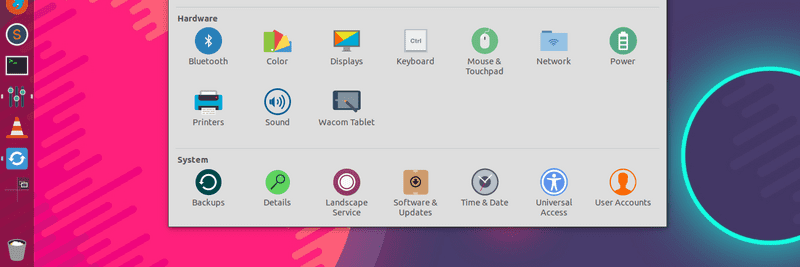 Hardware
Bluetooth
Color
Displays
Ctrl
Keyboard
Mouse &
Touchpad
Network
Power
Printers
Sound
Wacom Tablet
System
Backups
Details
Landscape
Service
Software &
Updates
Time & Date
Universal
Access
User Accounts